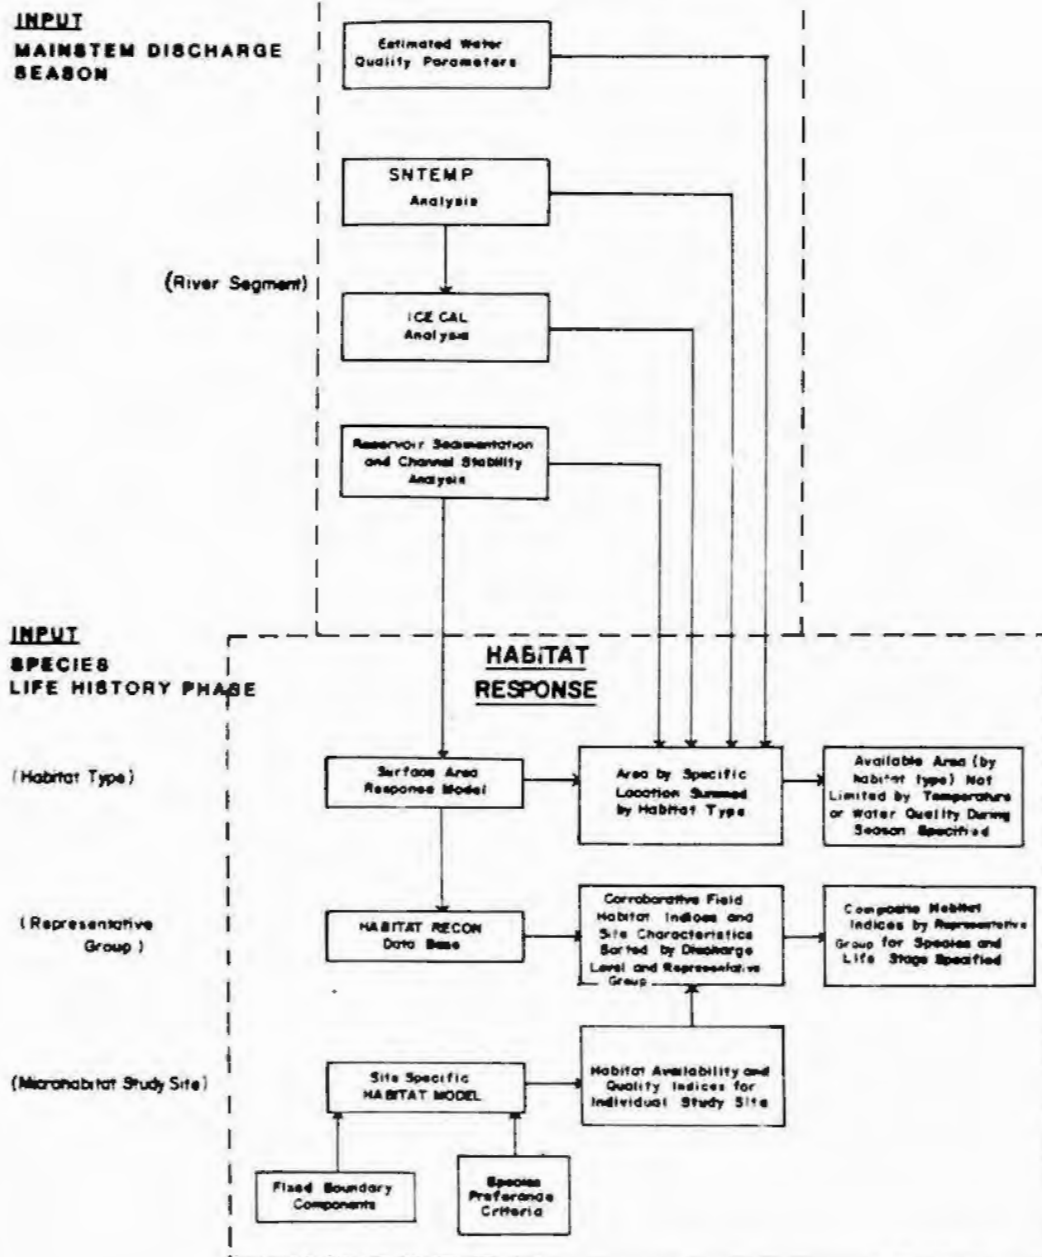 INPUT
MAINSTEM DISCHARGE
SEASON
Estimated Water
Quality Parameters
SNTEMP
Analysis
(River Segment)
ICECAL
Analysis
Reservoir Sedimentation
and Channel Stability
Analysis
INPUT
SPECIES
LIFE HISTORY PHASE
HABITAT
RESPONSE
(Habitat Type)
Surface Area
Response Model
Area by Specific
Location Summed
by Habitat Type
Available Area (by
habitat type) Not
Limited by Temperature
or Water Quality During
Season Specified
(Representative
Group)
HABITAT RECON
Data Base
Corroborative Field
Habitat Indices and
Site Characteristics
Sorted by Discharge
Level and Representative
Group
Composite Habitat
Indices by Representative
Group for Species and
Life Stage Specified
(Microhabitat Study Site)
Site Specific
HABITAT MODEL
Habitat Availability and
Quality Indices for
Individual Study Site
Fixed Boundary
Components
Species
Preference
Criteria